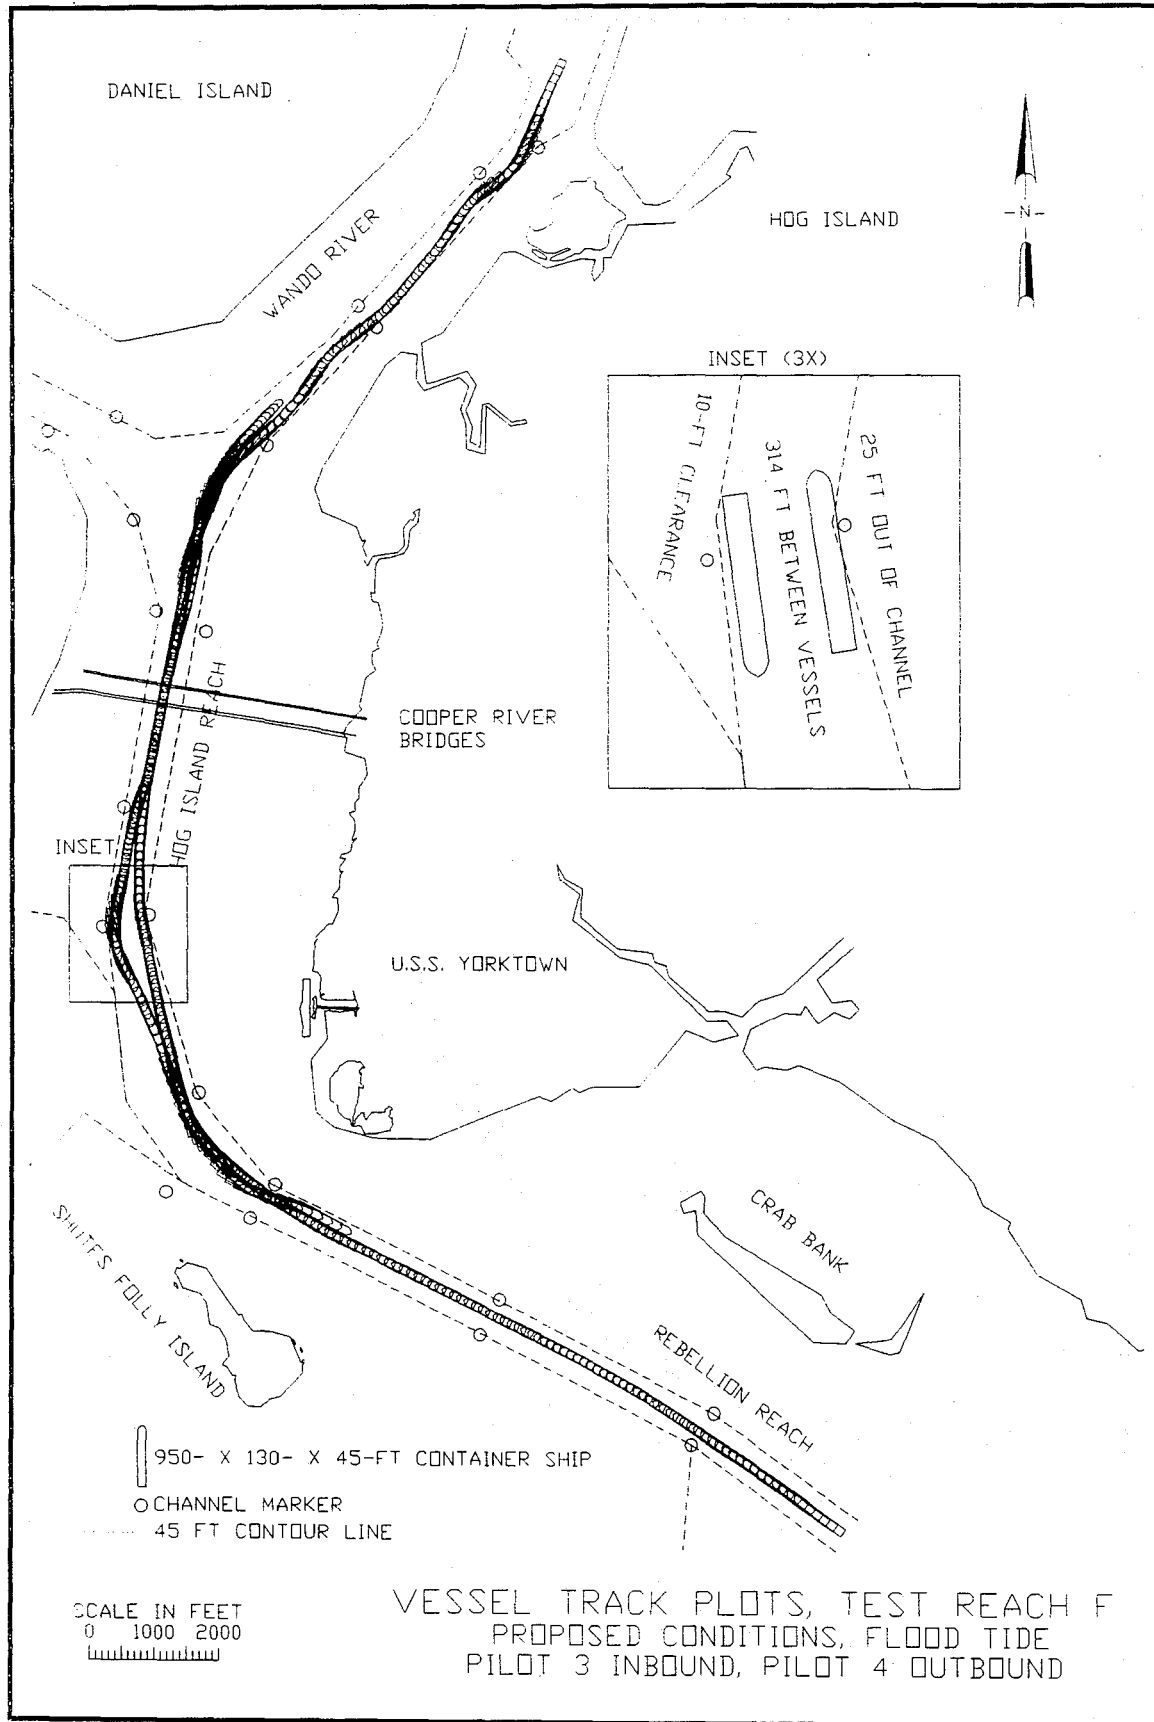 DANIEL ISLAND
WANDO RIVER
HOG ISLAND
-N-
INSET (3X)
10-FT CLEARANCE
314 FT BETWEEN VESSELS
25 FT OUT OF CHANNEL
HOG ISLAND REACH
COOPER RIVER
BRIDGES
INSET
U.S.S. YORKTOWN
SHUTES FOLLY ISLAND
CRAB BANK
REBELLION REACH
950- X 130- X 45-FT CONTAINER SHIP
CHANNEL MARKER
45 FT CONTOUR LINE
SCALE IN FEET
0 1000 2000
VESSEL TRACK PLOTS, TEST REACH F
PROPOSED CONDITIONS, FLOOD TIDE
PILOT 3 INBOUND, PILOT 4 OUTBOUND